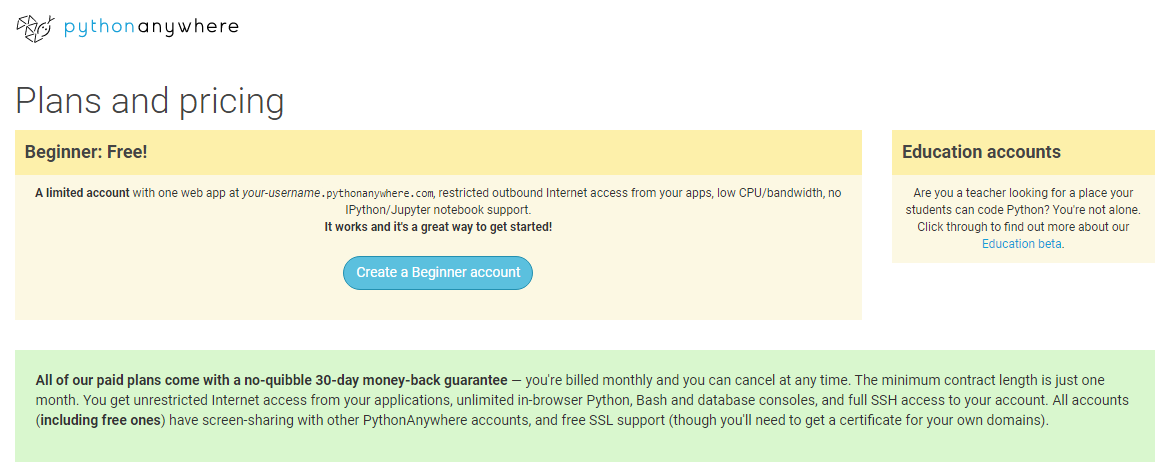 pythonanywhere
Plans and pricing
Beginner: Free!
A limited account with one web app at your-username.pythonanywhere.com, restricted outbound Internet access from your apps, low CPU/bandwidth, no
IPython/Jupyter notebook support.
It works and it's a great way to get started!
Create a Beginner account
Education accounts
Are you a teacher looking for a place your
students can code Python? You're not alone.
Click through to find out more about our
Education beta.
All of our paid plans come with a no-quibble 30-day money-back guarantee — you're billed monthly and you can cancel at any time. The minimum contract length is just one
month. You get unrestricted Internet access from your applications, unlimited in-browser Python, Bash and database consoles, and full SSH access to your account. All accounts
(including free ones) have screen-sharing with other PythonAnywhere accounts, and free SSL support (though you'll need to get a certificate for your own domains).